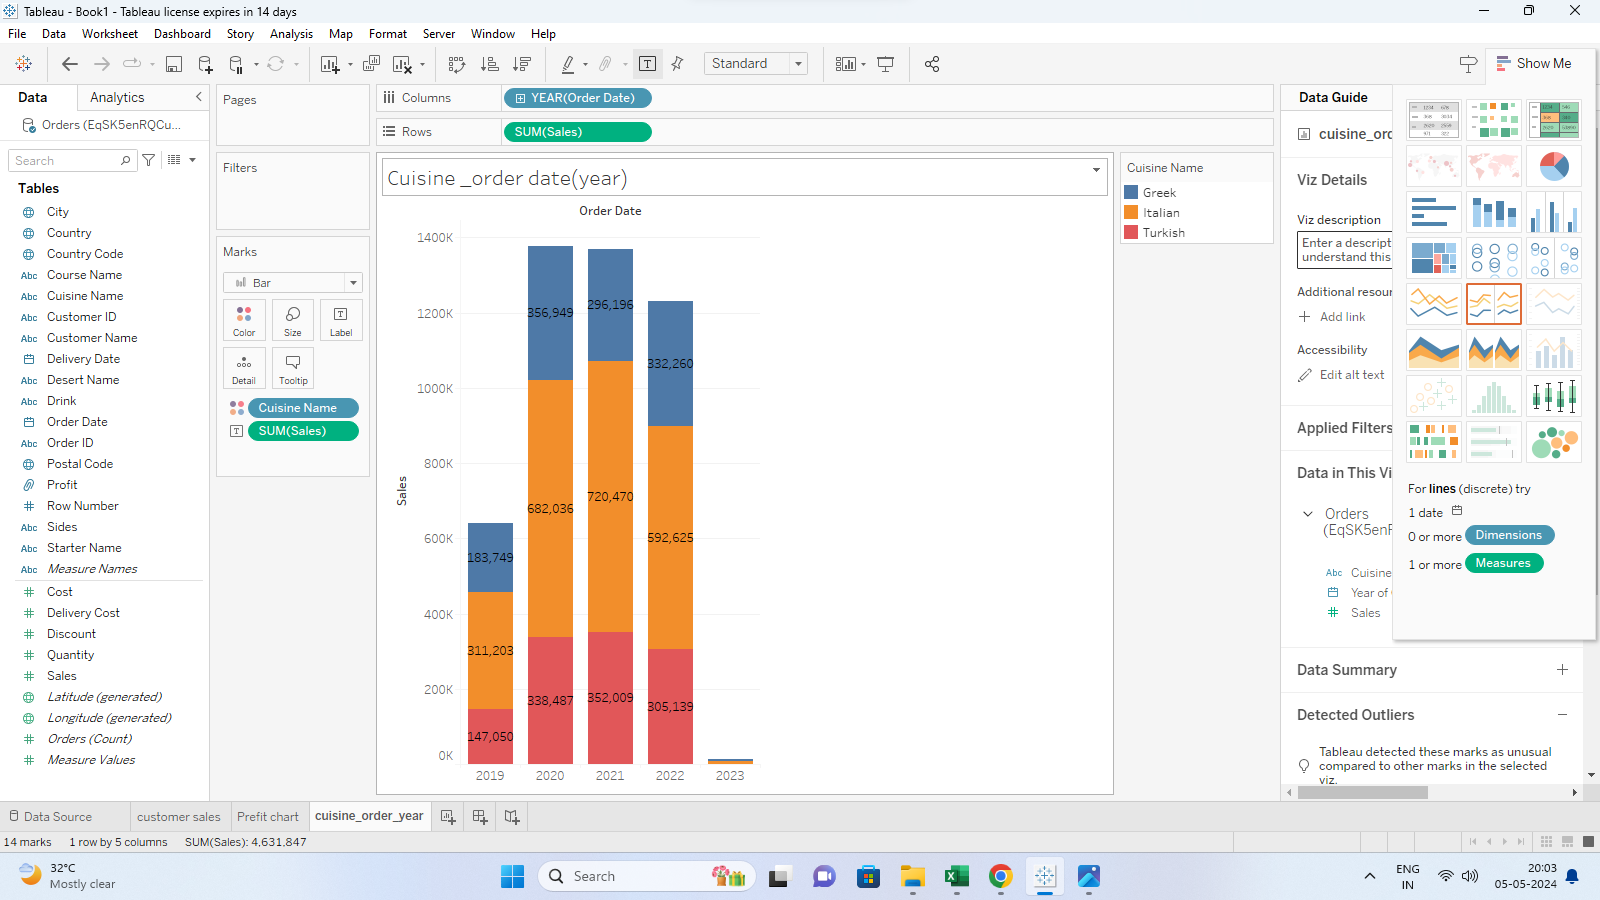 Tableau - Book1 - Tableau license expires in 14 days
File Data Worksheet Dashboard Story Analysis Map Format Server Window Help
Standard
Show Me
Data Analytics
Orders (EqSK5enRQCu...
Search
Tables
City
Country
Country Code
Abc Course Name
Abc Cuisine Name
Abc Customer ID
Abc Customer Name
Delivery Date
Abc Desert Name
Abc Drink
Order Date
Abc Order ID
Postal Code
Profit
Row Number
Abc Sides
Abc Starter Name
Abc Measure Names
Cost
Delivery Cost
Discount
Quantity
Sales
Latitude (generated)
Longitude (generated)
Orders (Count)
Measure Values
Pages
Filters
Marks
Bar
Color Size Label
Detail Tooltip
Cuisine Name
SUM(Sales)
Columns YEAR(Order Date)
Rows SUM(Sales)
Cuisine _order date(year)
Order Date
Sales
1400K
1200K
1000K
800K
600K
400K
200K
0K
183,749
311,203
147,050
356,949
682,036
338,487
296,196
720,470
352,009
332,260
592,625
305,139
2019 2020 2021 2022 2023
Cuisine Name
Greek
Italian
Turkish
Data Guide
cuisine_ord
Viz Details
Viz description
Enter a descript
understand this
Additional resour
Add link
Accessibility
Edit alt text
Applied Filters
Data in This Vi
Orders
(EqSK5enF
Abc Cuisine
Year of
Sales
Data Summary
Detected Outliers
Tableau detected these marks as unusual
compared to other marks in the selected
viz.
For lines (discrete) try
1 date
0 or more Dimensions
1 or more Measures
Data Source customer sales Prefit chart cuisine_order_year
14 marks 1 row by 5 columns SUM(Sales): 4,631,847
32°C
Mostly clear
Search
ENG
IN
20:03
05-05-2024